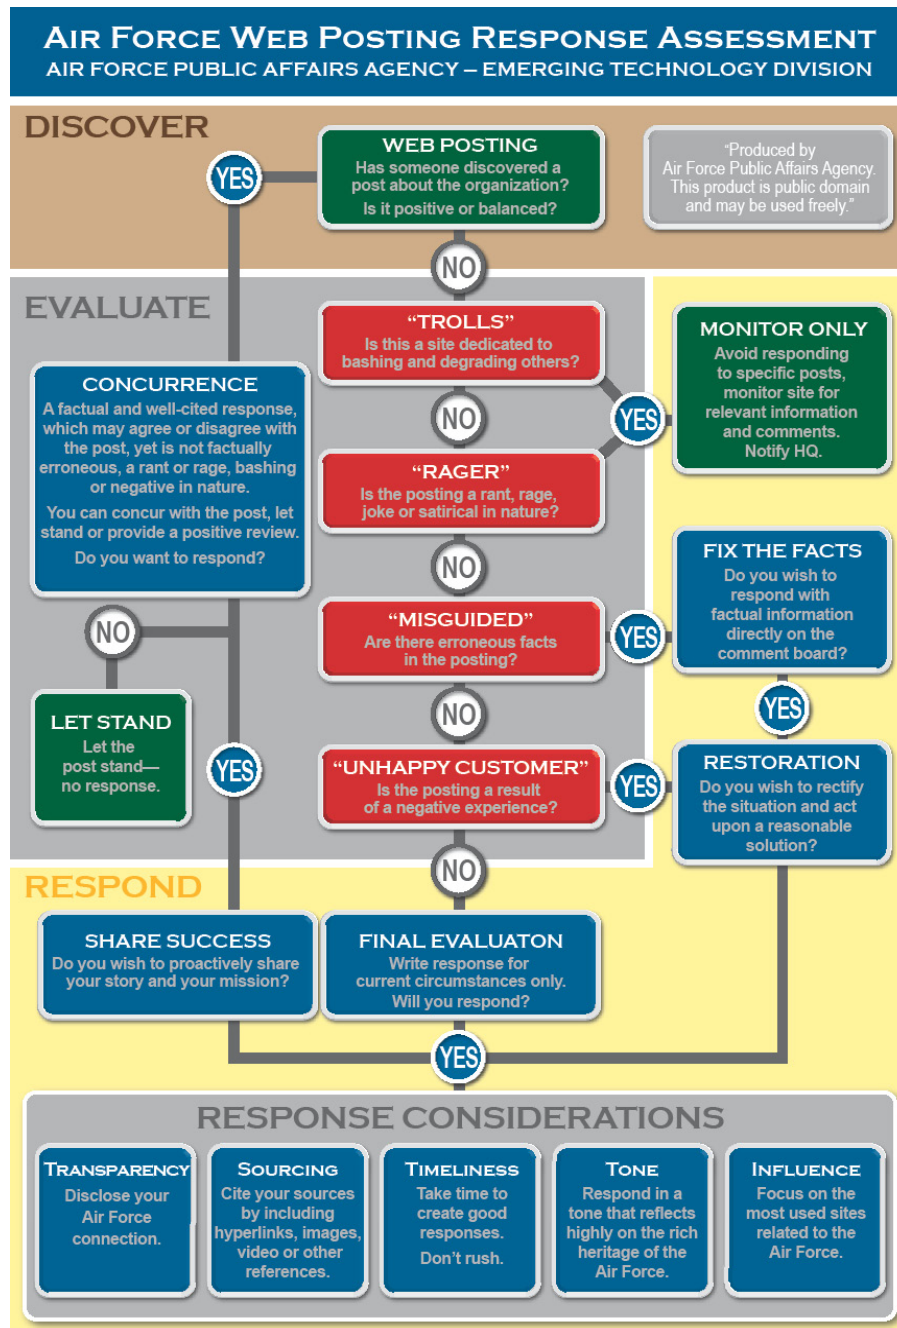 AIR FORCE WEB POSTING RESPONSE ASSESSMENT
AIR FORCE PUBLIC AFFAIRS AGENCY – EMERGING TECHNOLOGY DIVISION
DISCOVER
WEB POSTING
Has someone discovered a
post about the organization?
Is it positive or balanced?
YES
"Produced by
Air Force Public Affairs Agency.
This product is public domain
and may be used freely."
NO
EVALUATE
"TROLLS"
Is this a site dedicated to
bashing and degrading others?
YES
MONITOR ONLY
Avoid responding
to specific posts,
monitor site for
relevant information
and comments.
Notify HQ.
CONCURRENCE
A factual and well-cited response,
which may agree or disagree with
the post, yet is not factually
erroneous, a rant or rage, bashing
or negative in nature.
You can concur with the post, let
stand or provide a positive review.
Do you want to respond?
NO
"RAGER"
Is the posting a rant, rage,
joke or satirical in nature?
NO
FIX THE FACTS
Do you wish to
respond with
factual information
directly on the
comment board?
NO
"MISGUIDED"
Are there erroneous facts
in the posting?
YES
LET STAND
Let the
post stand—
no response.
YES
NO
YES
"UNHAPPY CUSTOMER"
Is the posting a result
of a negative experience?
YES
RESTORATION
Do you wish to rectify
the situation and act
upon a reasonable
solution?
NO
RESPOND
SHARE SUCCESS
Do you wish to proactively share
your story and your mission?
FINAL EVALUATON
Write response for
current circumstances only.
Will you respond?
YES
RESPONSE CONSIDERATIONS
TRANSPARENCY
Disclose your
Air Force
connection.
SOURCING
Cite your sources
by including
hyperlinks, images,
video or other
references.
TIMELINESS
Take time to
create good
responses.
Don't rush.
TONE
Respond in a
tone that reflects
highly on the rich
heritage of the
Air Force.
INFLUENCE
Focus on the
most used sites
related to the
Air Force.